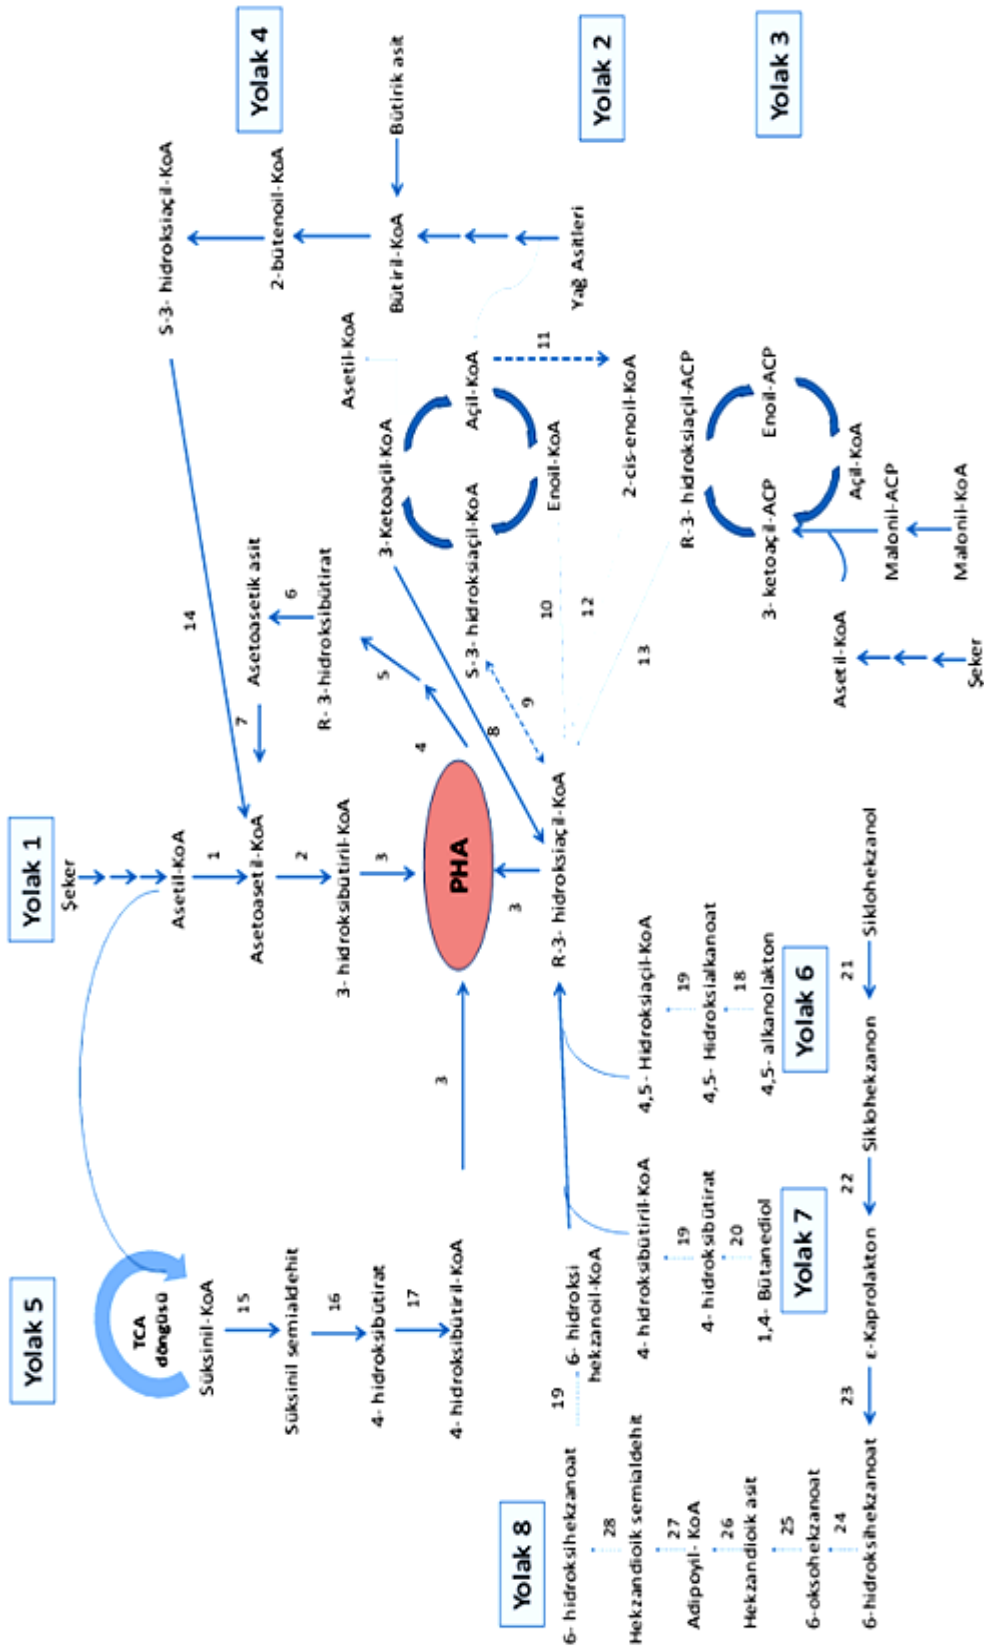 Yolak 5
TCA
döngüsü
Süksinil-KoA
15
Süksinil semialdehit
16
4- hidroksibütirat
17
4- hidroksibütiril-KoA
3
Yolak 1
Şeker
Asetil-KoA
1
Asetoasetil-KoA
2
3- hidroksibütiril-KoA
3
PHA
14
7
Asetoasetik asit
6
R- 3-hidroksibütirat
5
4
Yolak 4
S-3- hidroksiaçil-KoA
2-bütenoil-KoA
Bütiril-KoA
Bütirik asit
Yağ Asitleri
Yolak 2
Asetil-KoA
3-Ketoaçil-KoA
Açil-KoA
S-3- hidroksiaçil-KoA
Enoil-KoA
11
2-cis-enoil-KoA
8
9
10
12
13
3
R-3- hidroksiaçil-KoA
Yolak 3
R-3- hidroksiaçil-ACP
Enoil-ACP
3- ketoaçil-ACP
Açil-KoA
Malonil-ACP
Malonil-KoA
Asetil-KoA
Şeker
4,5- Hidroksiaçil-KoA
19
4,5- Hidroksialkanoat
18
4,5- alkanolakton
Yolak 6
4- hidroksibütiril-KoA
19
4- hidroksibütirat
20
1,4- Bütanediol
Yolak 7
Yolak 8
6- hidroksihekzanoat
19
6- hidroksi
hekzanoil-KoA
28
Hekzandioik semialdehit
27
Adipoyil- KoA
26
Hekzandioik asit
25
6-oksohekzanoat
24
6-hidroksihekzanoat
23
ε-Kaprolakton
22
Siklohekzanon
21
Siklohekzanol